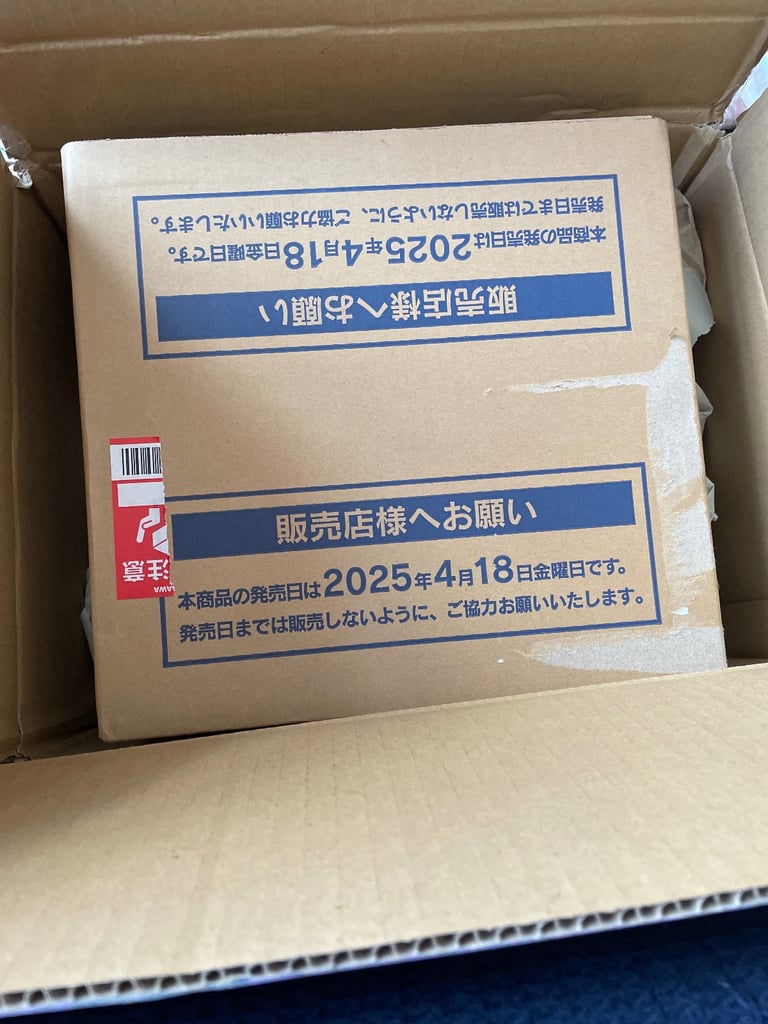 本商品の発売日は2025年4月18日金曜日です。
発売日までは販売しないように、ご協力お願いいたします。
販売店様へお願い
販売店様へお願い
本商品の発売日は2025年4月18日金曜日です。
発売日までは販売しないように、ご協力お願いいたします。
注意